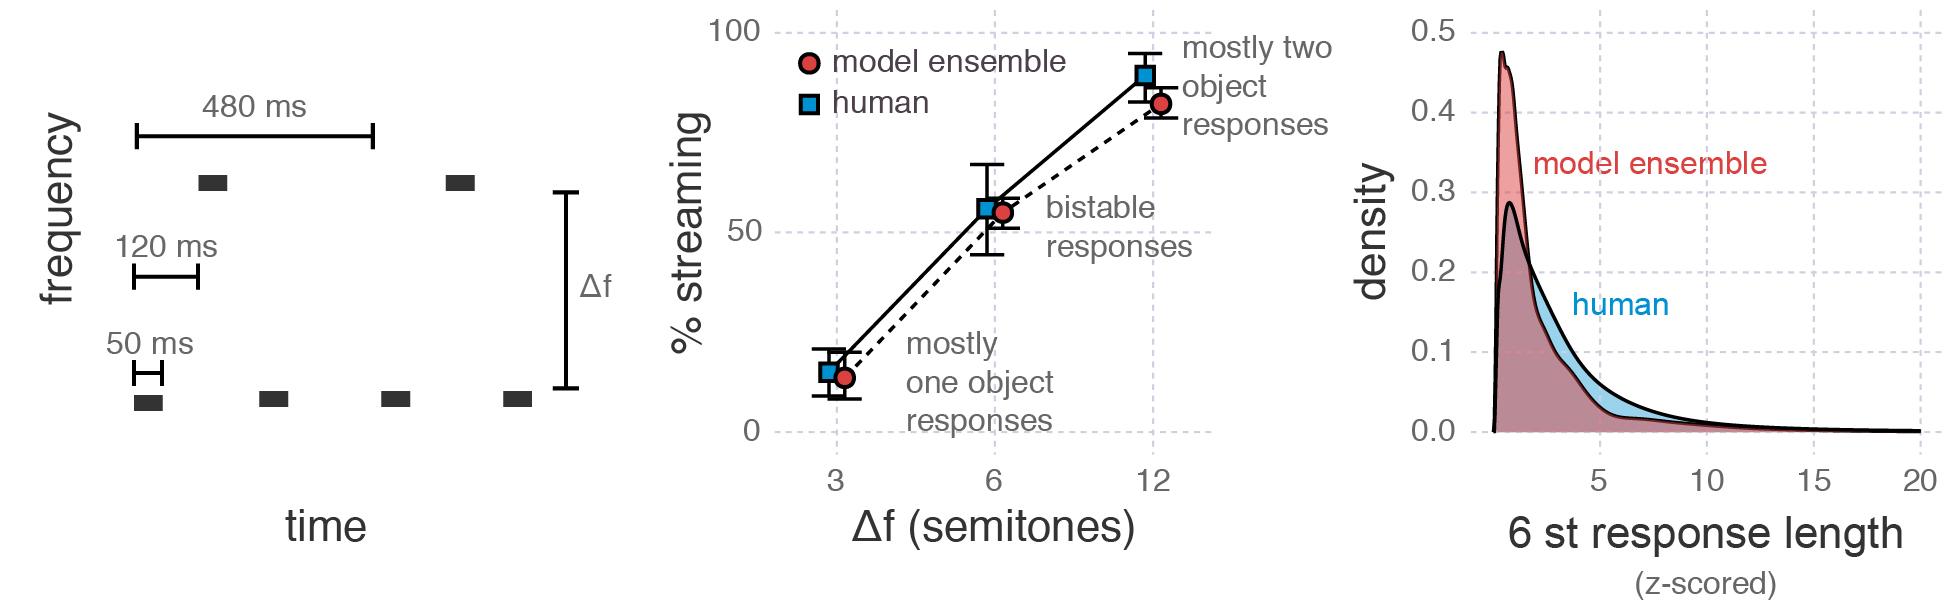 frequency
480 ms
120 ms
50 ms
Δf
time
% streaming
100
50
0
model ensemble
human
mostly two
object
responses
bistable
responses
mostly
one object
responses
3
6
12
Δf (semitones)
density
0.5
0.4
0.3
0.2
0.1
0.0
model ensemble
human
5
10
15
20
6 st response length
(z-scored)